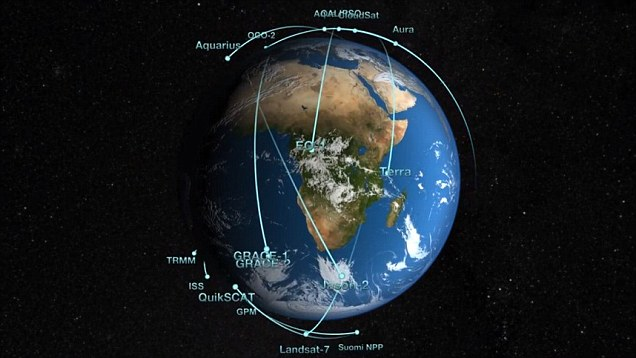 CloudSat
Aura
OCO-2
Aquarius
Terra
GRACE-1
GRACE-2
TRMM
ISS
QuikSCAT
GPM
Landsat-7
Suomi NPP